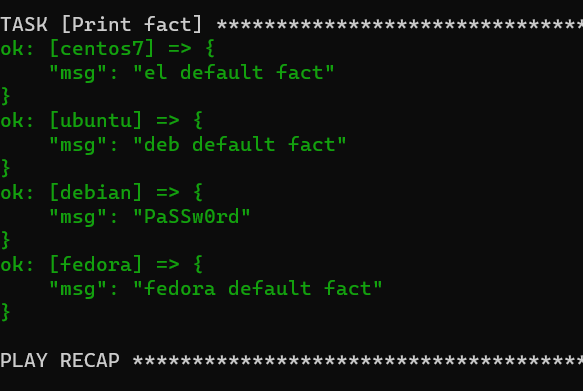 TASK [Print fact] *******************************
ok: [centos7] => {
    "msg": "el default fact"
}
ok: [ubuntu] => {
    "msg": "deb default fact"
}
ok: [debian] => {
    "msg": "PaSSw0rd"
}
ok: [fedora] => {
    "msg": "fedora default fact"
}
PLAY RECAP **************************************